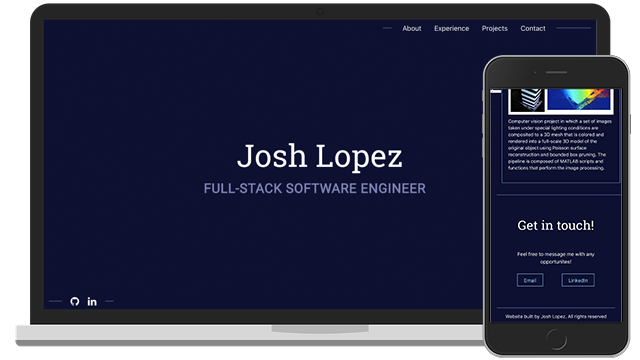 About Experience Projects Contact
Josh Lopez
FULL-STACK SOFTWARE ENGINEER
in
Computer vision project in which a set of images
taken under special lighting conditions are
composited to a 3D mesh that is colored and
rendered into a full-scale 3D model of the
original object using Poisson surface
reconstruction and bounded box pruning. The
pipeline is composed of MATLAB scripts and
functions that perform the image processing.
Get in touch!
Feel free to message me with any
opportunities!
Email LinkedIn
Website built by Josh Lopez. All rights reserved